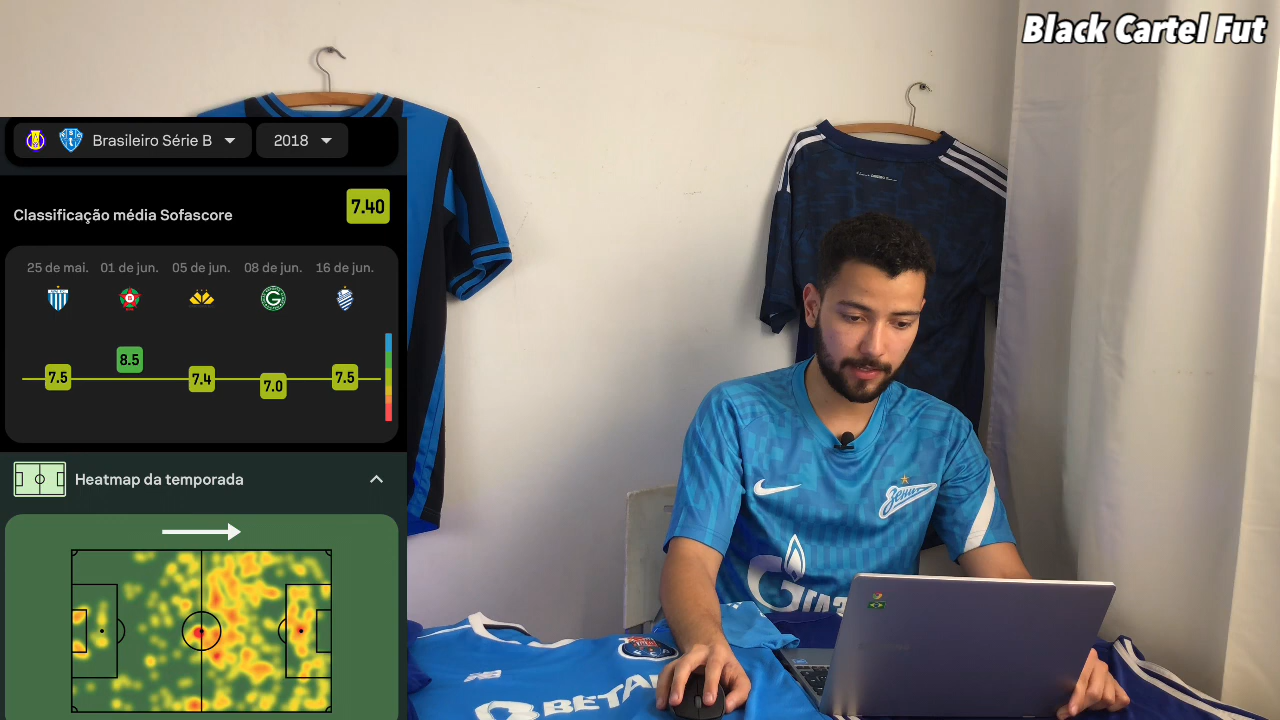 Black Cartel Fut
Brasileiro Série B
2018
Classificação média Sofascore
7.40
25 de mai.
01 de jun.
05 de jun.
08 de jun.
16 de jun.
7.5
8.5
7.4
7.0
7.5
Heatmap da temporada
Зенит